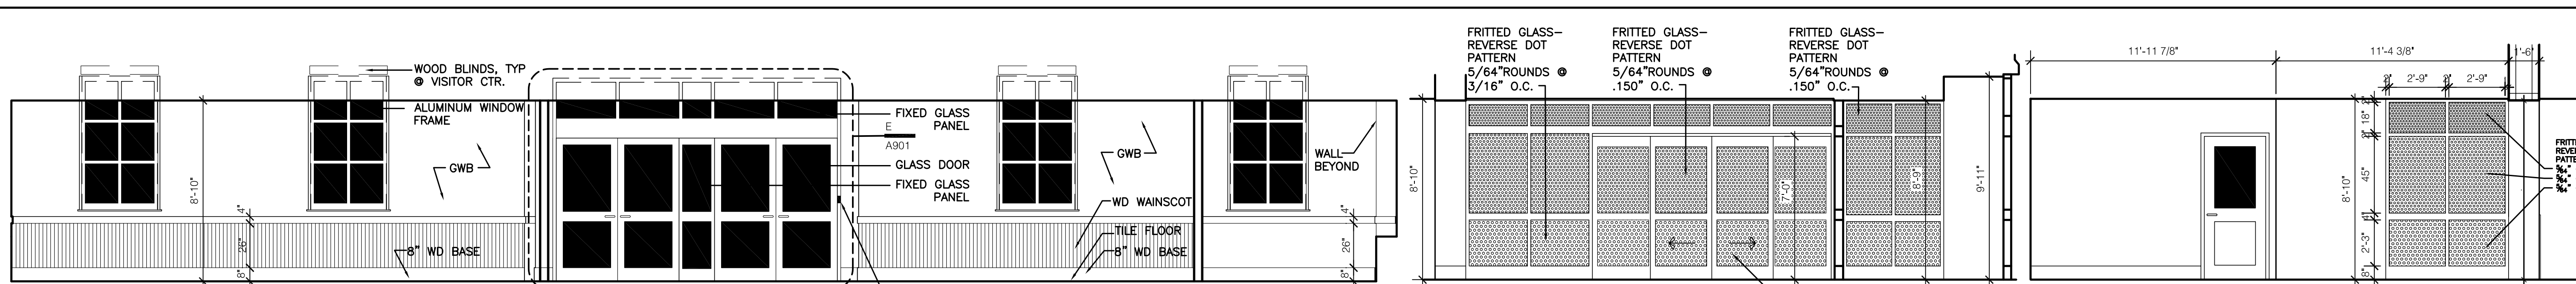 WOOD BLINDS, TYP
@ VISITOR CTR.
ALUMINUM WINDOW
FRAME
GWB
8'-10"
4"
26"
8"
8" WD BASE
FIXED GLASS
PANEL
E
A901
GLASS DOOR
FIXED GLASS
PANEL
GWB
WD WAINSCOT
TILE FLOOR
8" WD BASE
WALL
BEYOND
4"
26"
8"
FRITTED GLASS-
REVERSE DOT
PATTERN
5/64"ROUNDS @
3/16" O.C.
FRITTED GLASS-
REVERSE DOT
PATTERN
5/64"ROUNDS @
.150" O.C.
FRITTED GLASS-
REVERSE DOT
PATTERN
5/64"ROUNDS @
.150" O.C.
8'-10"
7'-0"
8'-9"
9'-11"
11'-11 7/8"
11'-4 3/8"
1'-6"
2"
2'-9"
2"
2'-9"
8'-10"
2"
18"
2"
45"
4"
2'-3"
8"